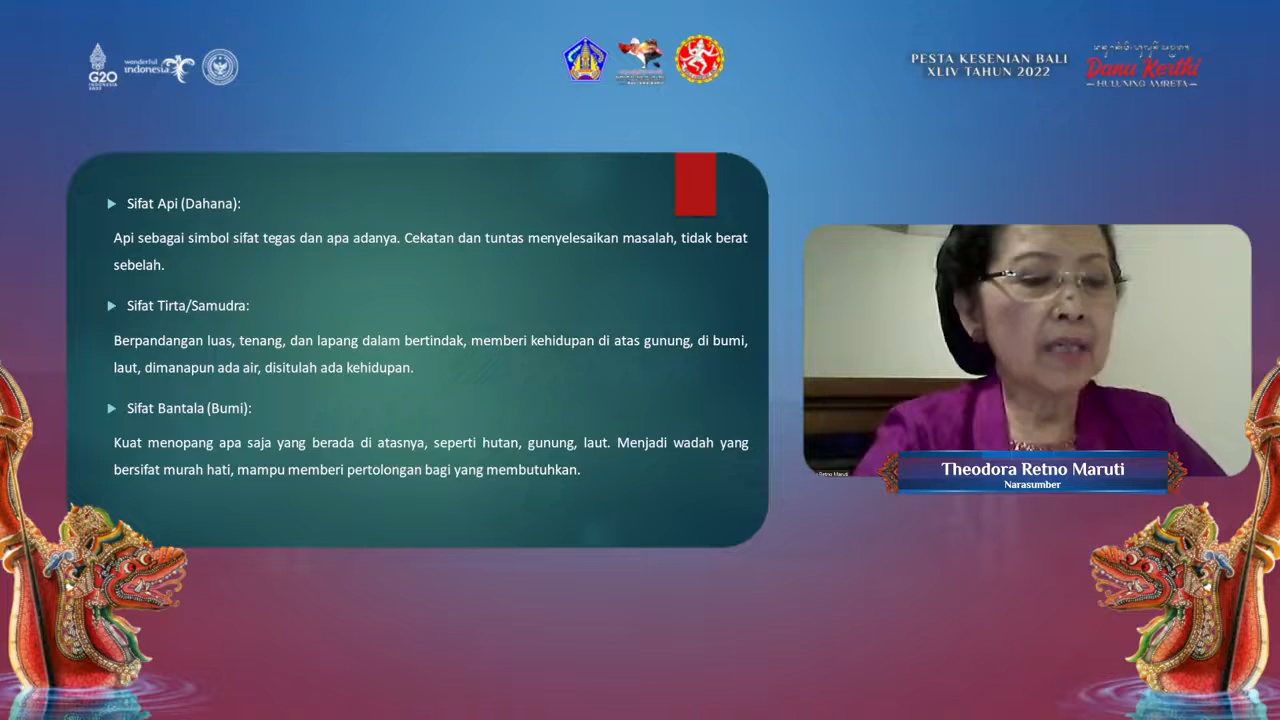 G20
INDONESIA
2022
wonderful
indonesia
PESTA KESENIAN BALI
XLIV TAHUN 2022
Danu Kerthi
HULUNING AMRETA
Sifat Api (Dahana):
Api sebagai simbol sifat tegas dan apa adanya. Cekatan dan tuntas menyelesaikan masalah, tidak berat
sebelah.
Sifat Tirta/Samudra:
Berpandangan luas, tenang, dan lapang dalam bertindak, memberi kehidupan di atas gunung, di bumi,
laut, dimanapun ada air, disitulah ada kehidupan.
Sifat Bantala (Bumi):
Kuat menopang apa saja yang berada di atasnya, seperti hutan, gunung, laut. Menjadi wadah yang
bersifat murah hati, mampu memberi pertolongan bagi yang membutuhkan.
Retno Maruti
Theodora Retno Maruti
Narasumber